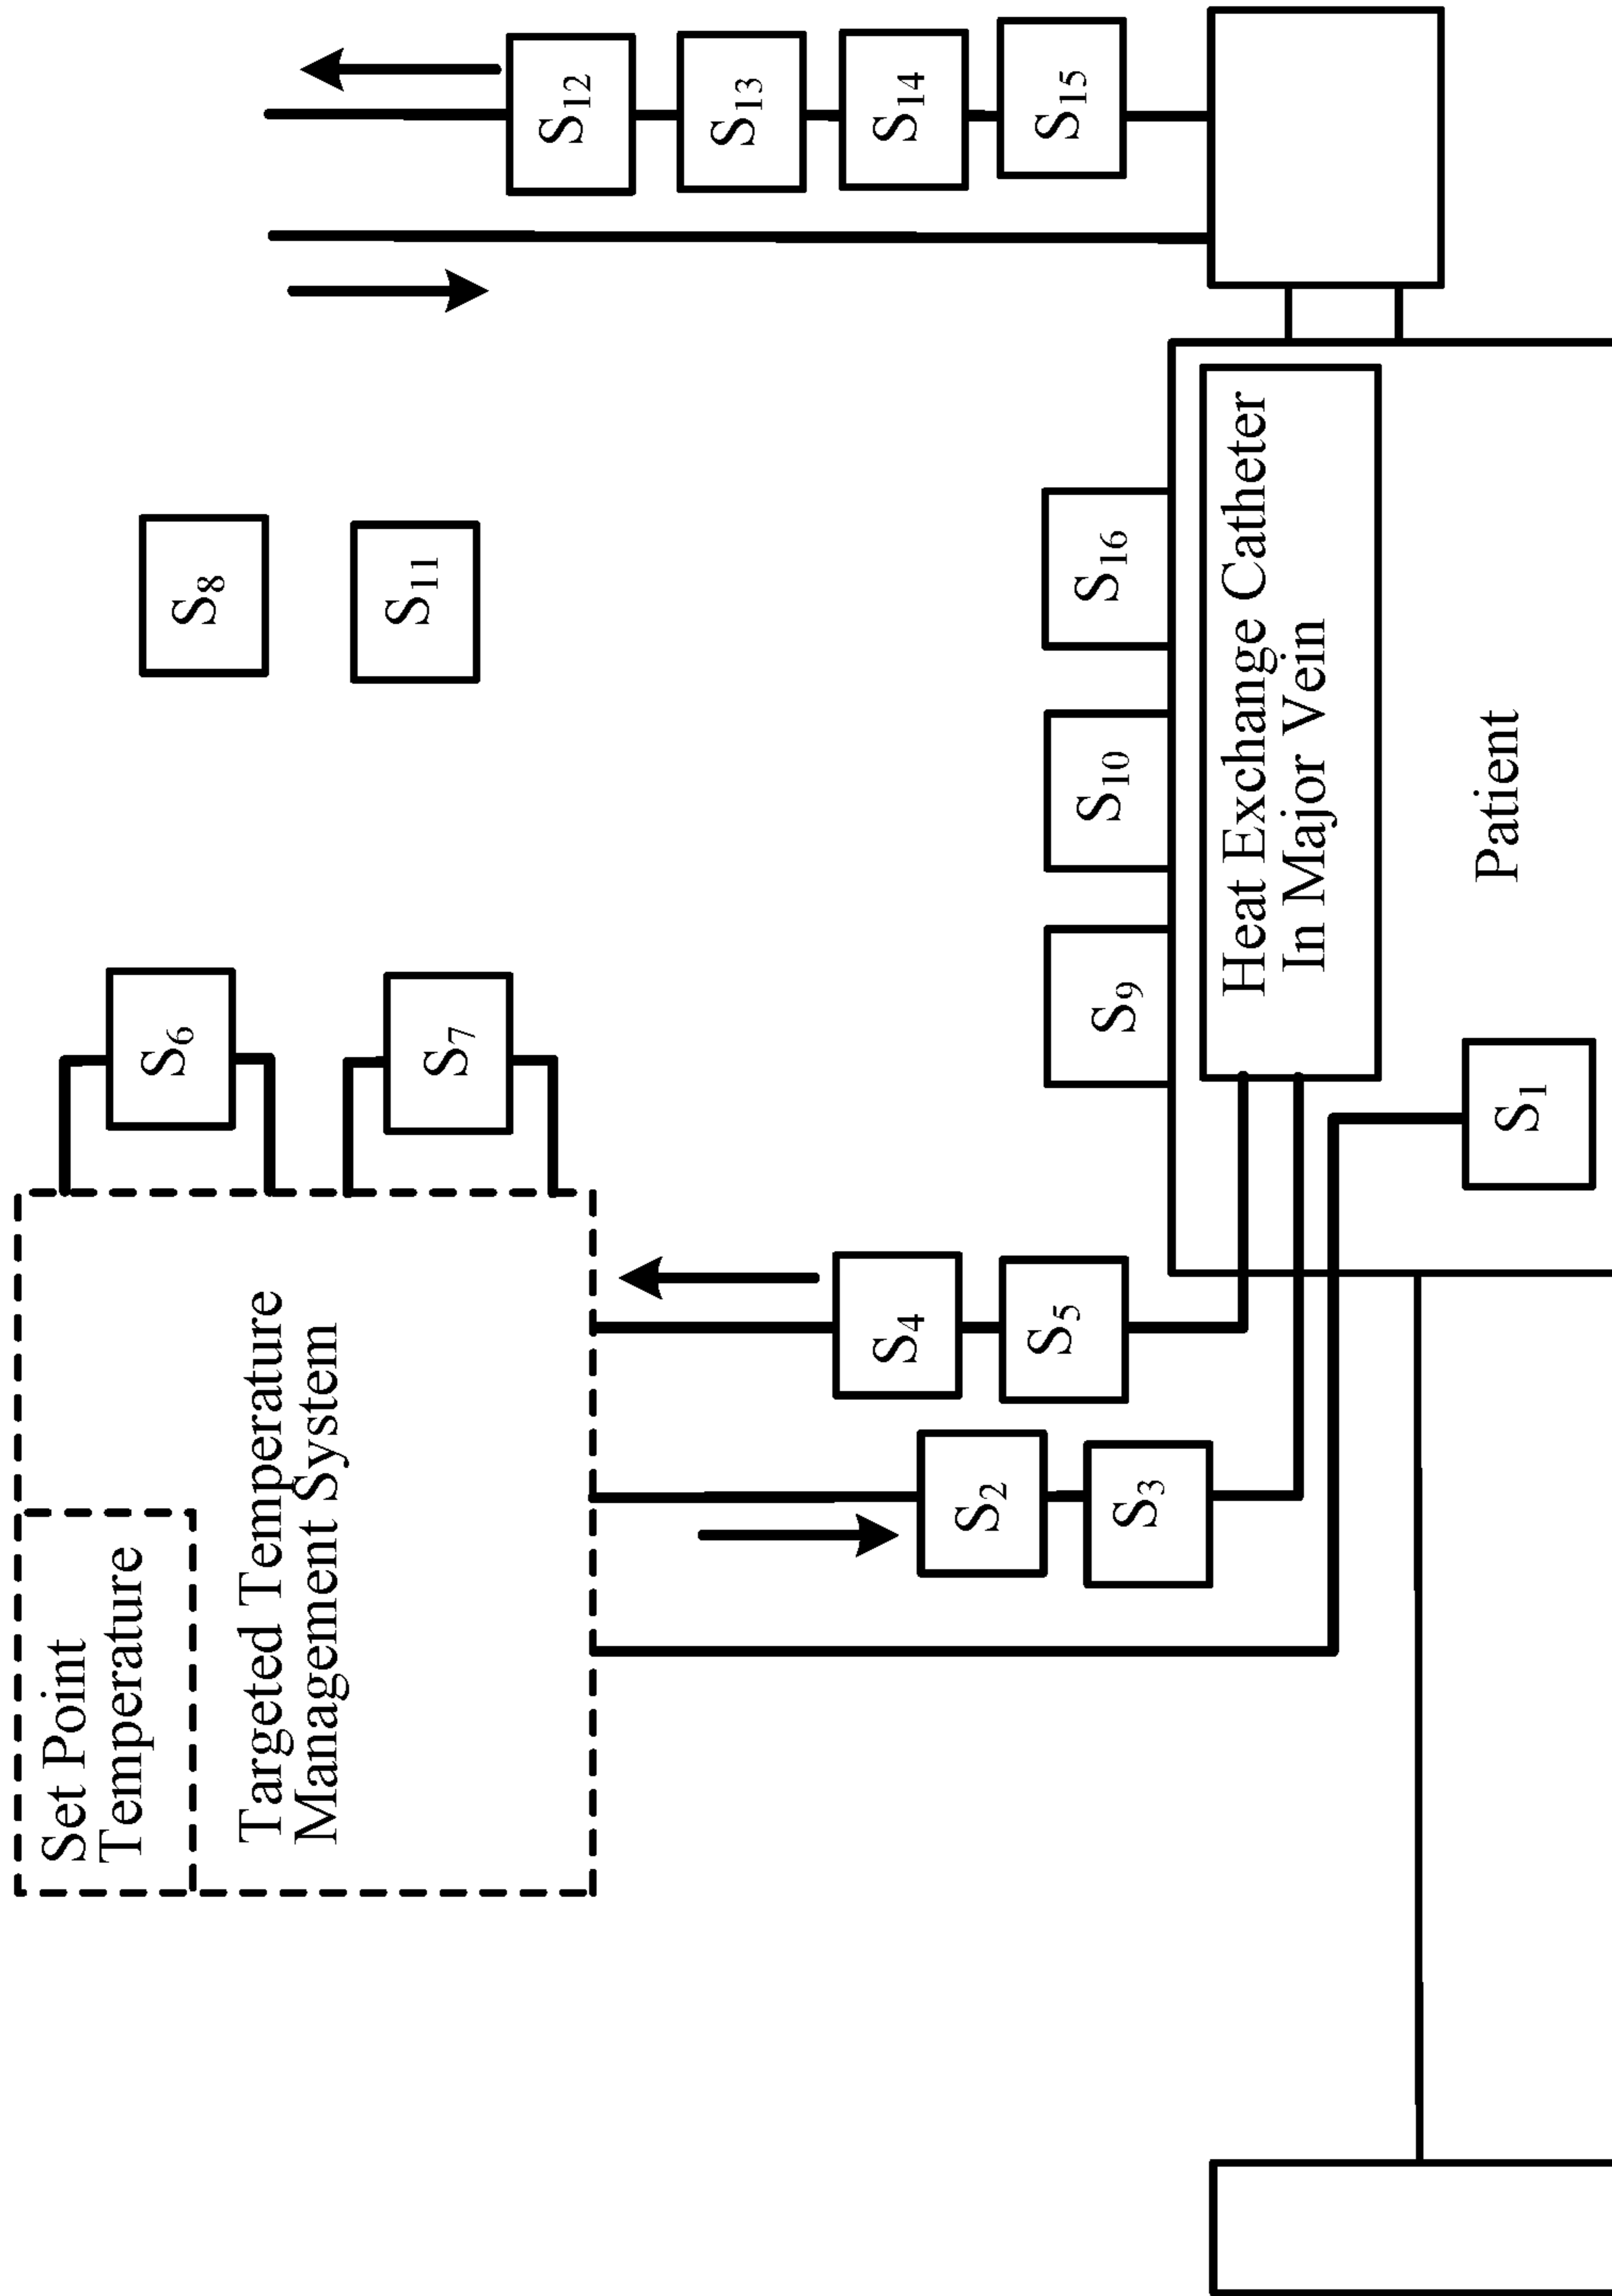 Set Point
Temperature
Targeted Temperature
Management System
S6
S7
S8
S11
S12
S13
S14
S15
S4
S5
S2
S3
S9
S10
S16
Heat Exchange Catheter
In Major Vein
S1
Patient